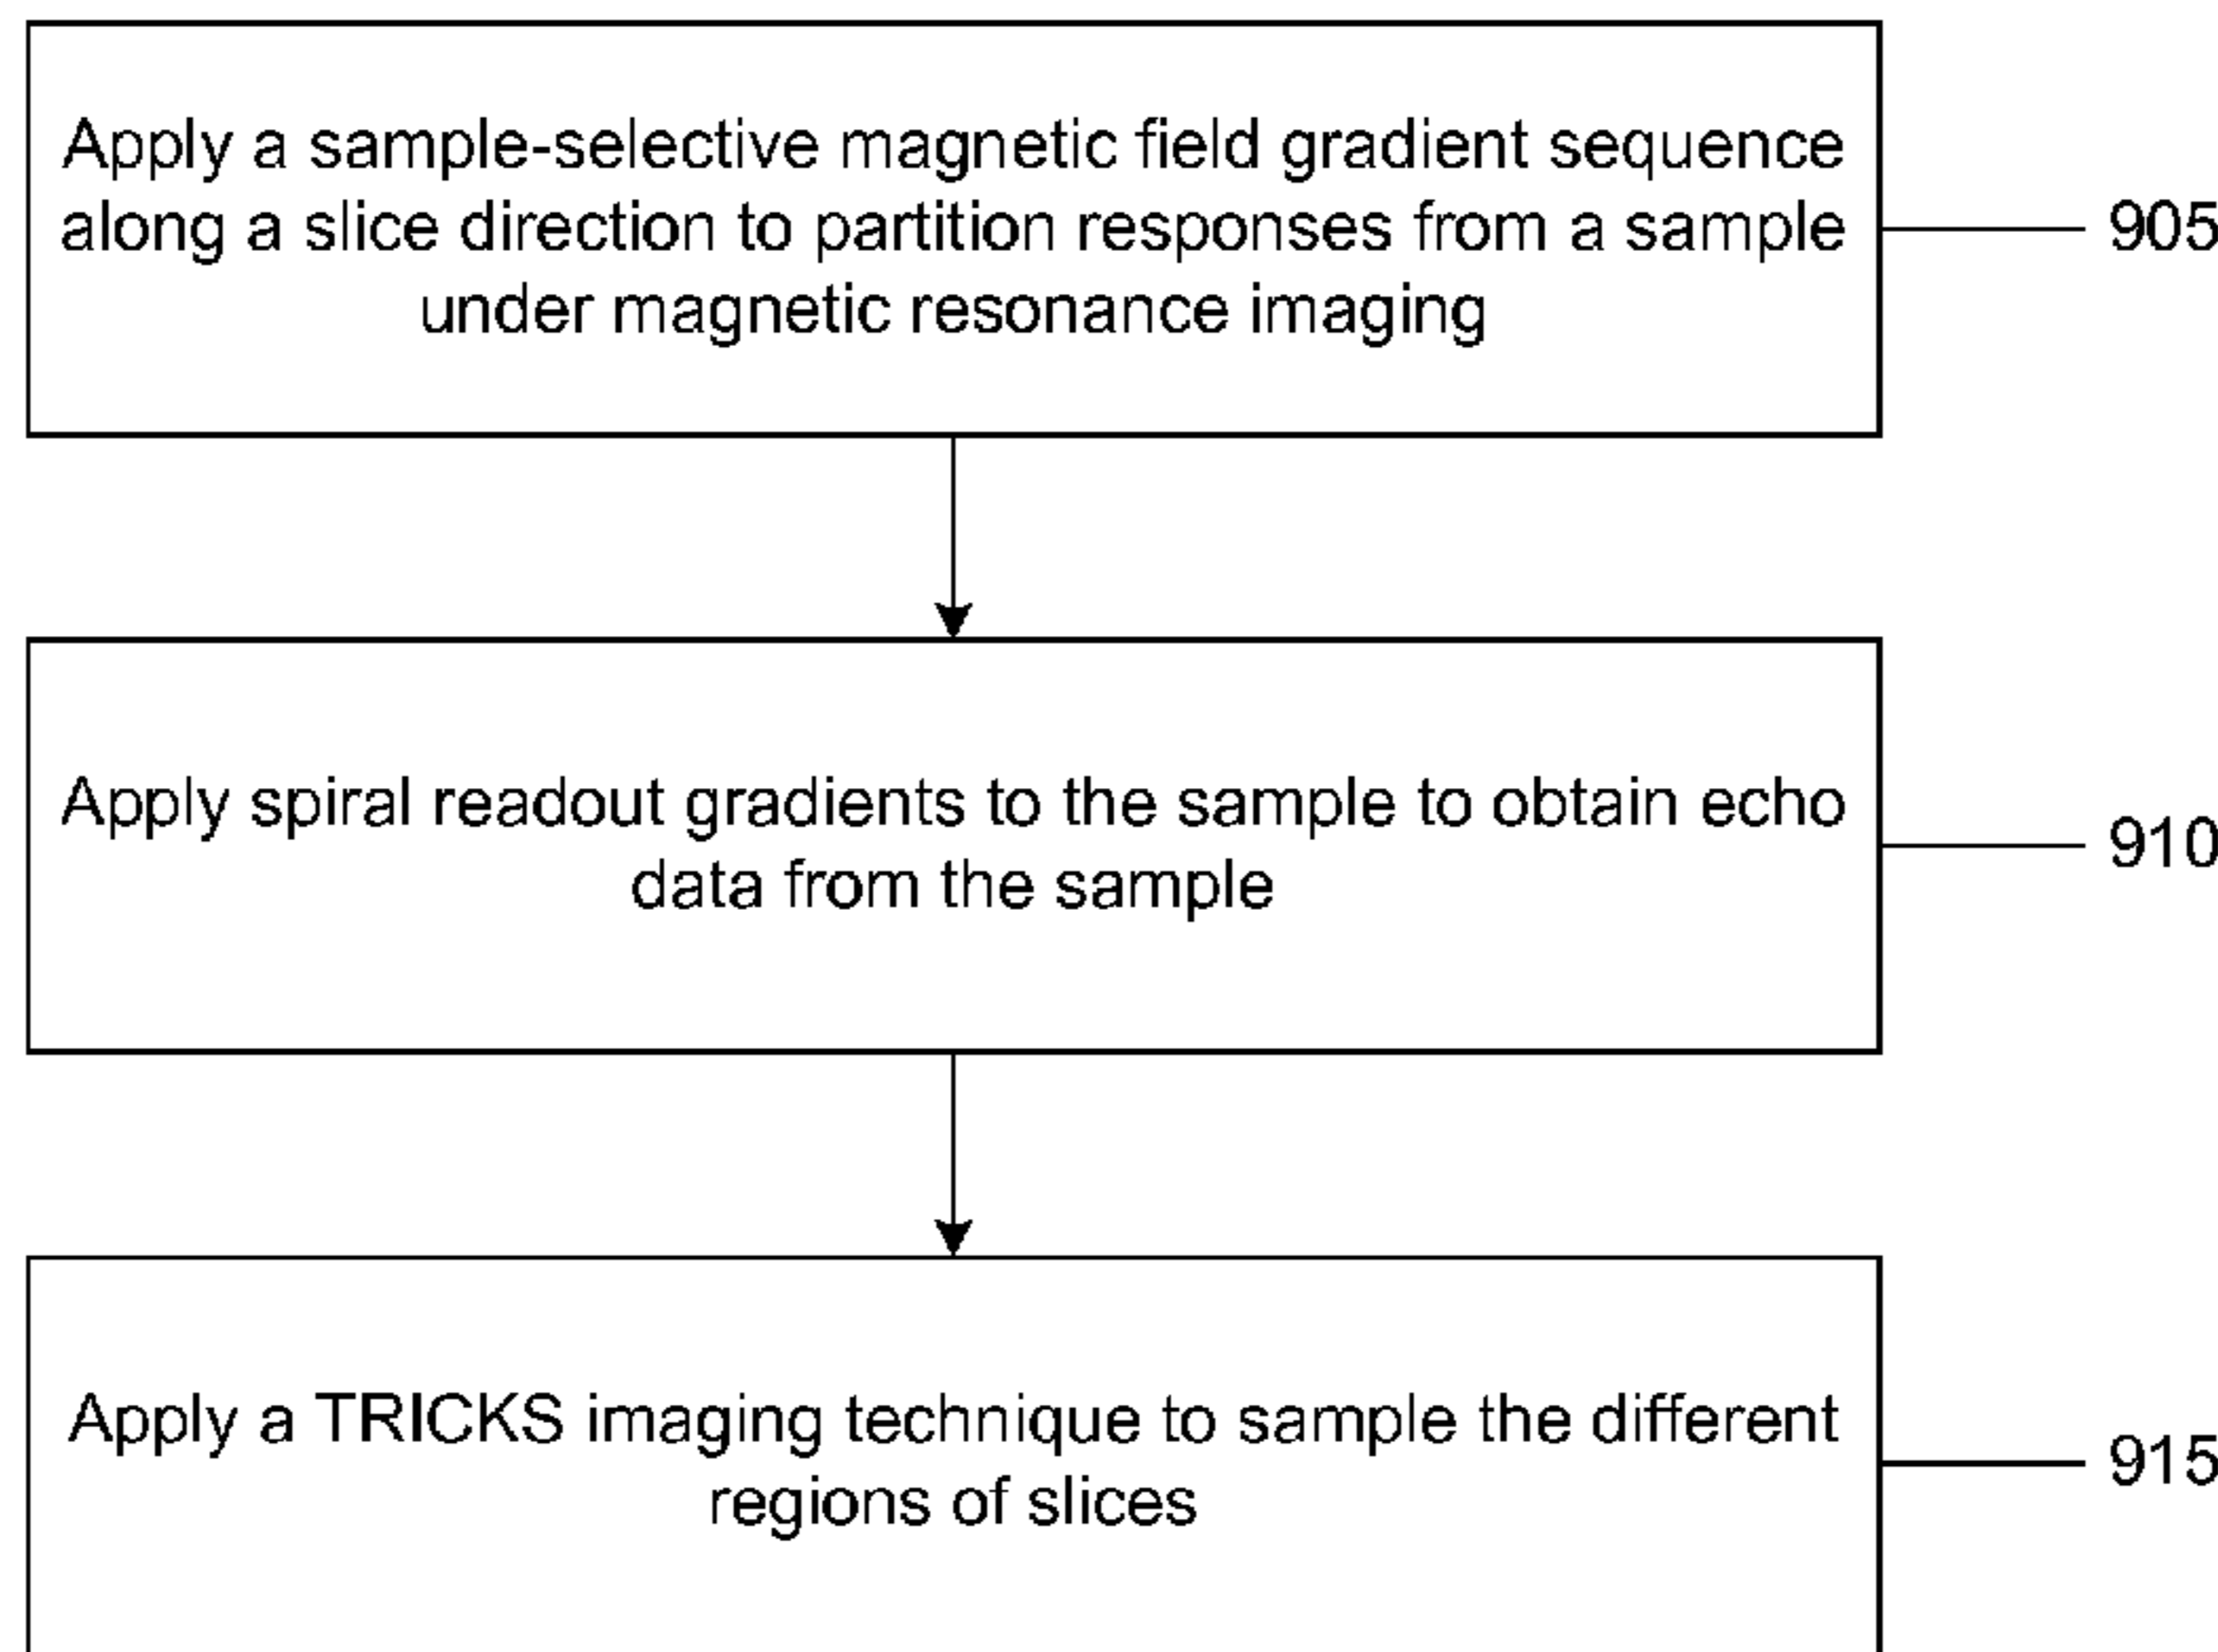 Apply a sample-selective magnetic field gradient sequence
along a slice direction to partition responses from a sample
under magnetic resonance imaging
905
Apply spiral readout gradients to the sample to obtain echo
data from the sample
910
Apply a TRICKS imaging technique to sample the different
regions of slices
915